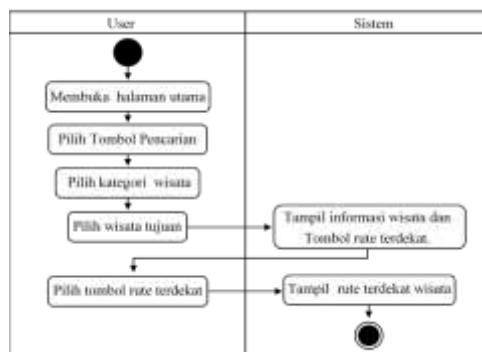 User
Sistem
Membuka halaman utama
Pilih Tombol Pencarian
Pilih kategori wisata
Pilih wisata tujuan
Tampil informasi wisata dan
Tombol rute terdekat.
Pilih tombol rute terdekat
Tampil rute terdekat wisata